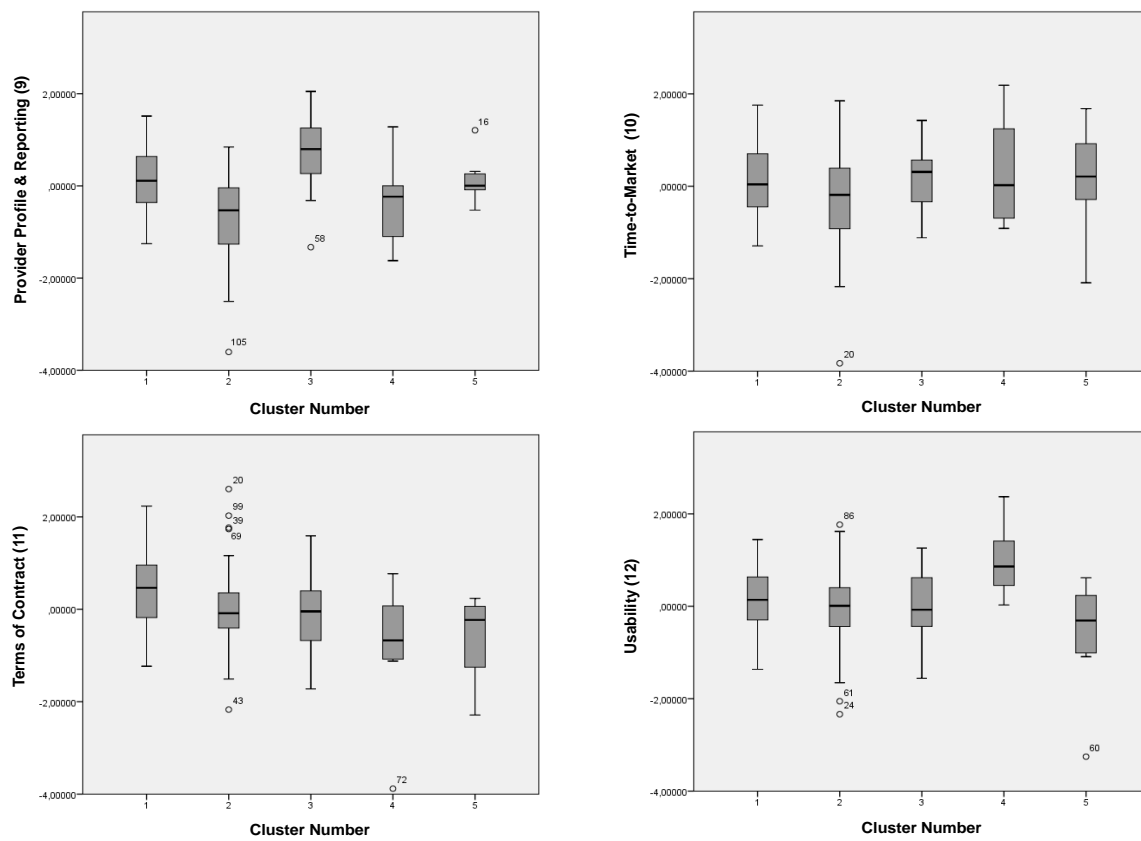 Provider Profile & Reporting (9)
2,00000
,00000
-2,00000
-4,00000
16
58
105
1 2 3 4 5
Cluster Number
Time-to-Market (10)
2,00000
,00000
-2,00000
-4,00000
20
1 2 3 4 5
Cluster Number
Terms of Contract (11)
2,00000
,00000
-2,00000
-4,00000
20
99
39
69
43
72
1 2 3 4 5
Cluster Number
Usability (12)
2,00000
,00000
-2,00000
-4,00000
86
61
24
60
1 2 3 4 5
Cluster Number